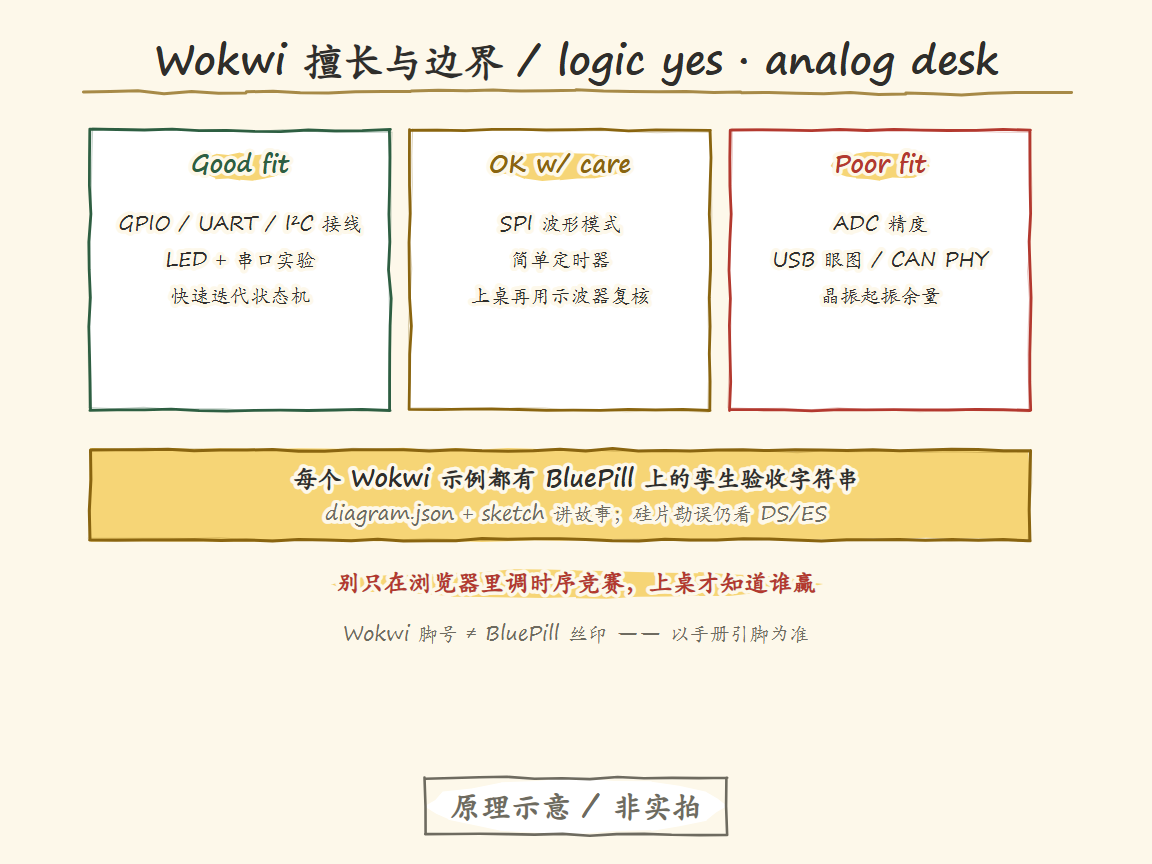 Wokwi 擅长与边界 / logic yes · analog desk
Good fit
GPIO / UART / I²C 接线
LED + 串口实验
快速迭代状态机
OK w/ care
SPI 波形模式
简单定时器
上桌再用示波器复核
Poor fit
ADC 精度
USB 眼图 / CAN PHY
晶振起振余量
每个 Wokwi 示例都有 BluePill 上的孪生验收字符串
diagram.json + sketch 讲故事；硅片勘误仍看 DS/ES
别只在浏览器里调时序竞赛，上桌才知道谁赢
Wokwi 脚号 ≠ BluePill 丝印 —— 以手册引脚为准
原理示意 / 非实拍